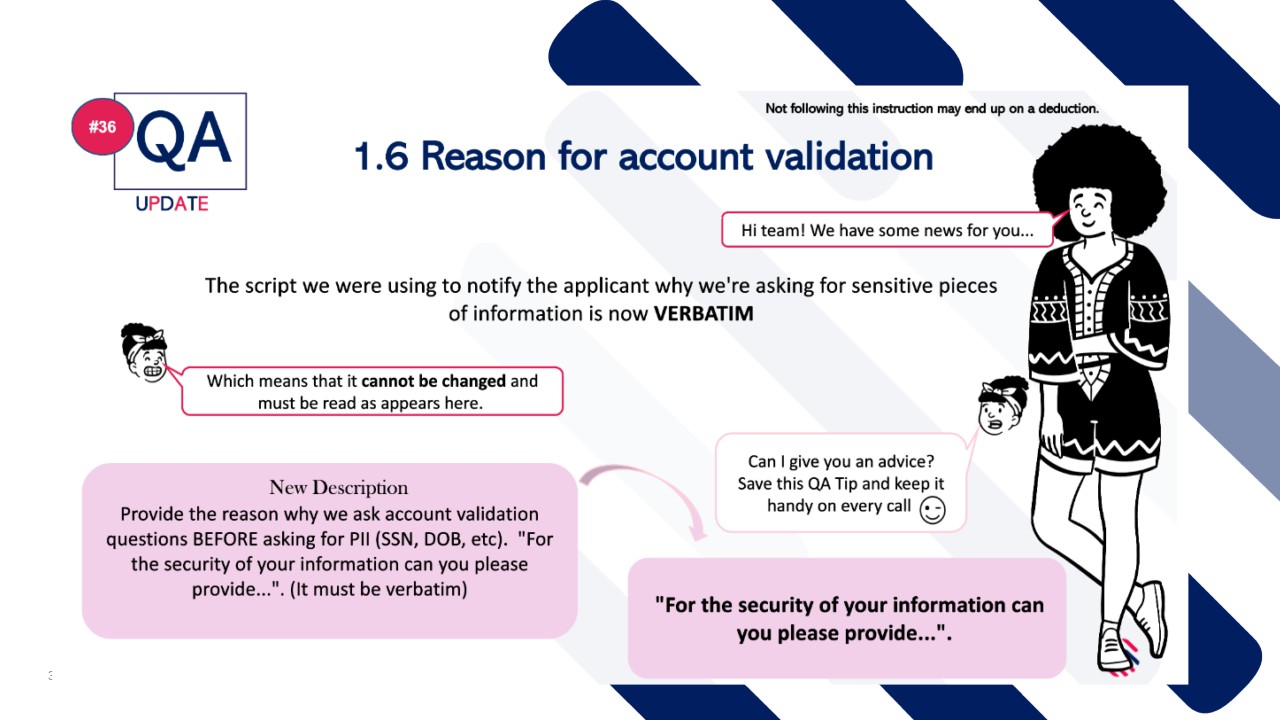 Not following this instruction may end up on a deduction.
#36
QA
UPDATE
1.6 Reason for account validation
Hi team! We have some news for you...
The script we were using to notify the applicant why we're asking for sensitive pieces
of information is now VERBATIM
Which means that it cannot be changed and
must be read as appears here.
Can I give you an advice?
Save this QA Tip and keep it
handy on every call
New Description
Provide the reason why we ask account validation
questions BEFORE asking for PII (SSN, DOB, etc).  "For
the security of your information can you please
provide...". (It must be verbatim)
"For the security of your information can
you please provide...".